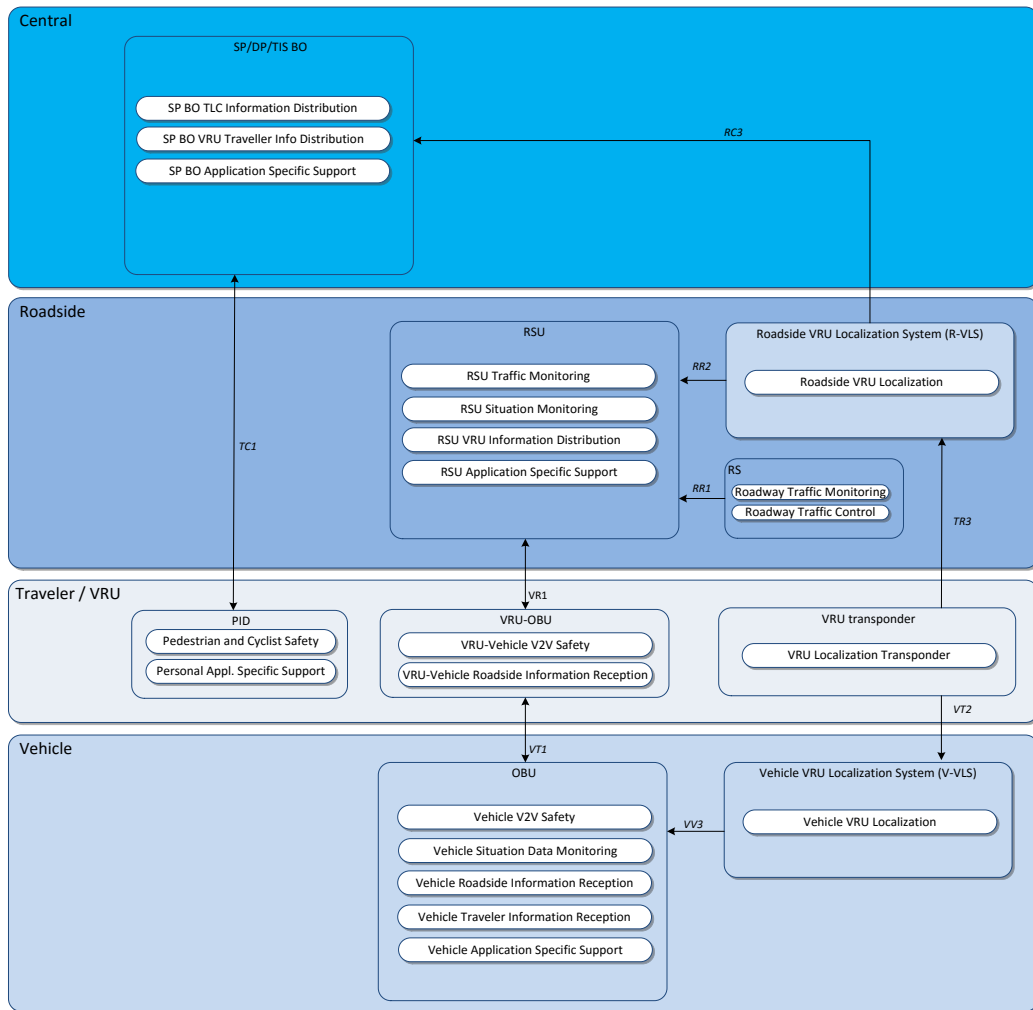 Central
SP/DP/TIS BO
SP BO TLC Information Distribution
SP BO VRU Traveller Info Distribution
SP BO Application Specific Support
RC3
Roadside
RSU
RSU Traffic Monitoring
RSU Situation Monitoring
RSU VRU Information Distribution
RSU Application Specific Support
RR2
Roadside VRU Localization System (R-VLS)
Roadside VRU Localization
RR1
RS
Roadway Traffic Monitoring
Roadway Traffic Control
TC1
TR3
VR1
Traveler / VRU
PID
Pedestrian and Cyclist Safety
Personal Appl. Specific Support
VRU-OBU
VRU-Vehicle V2V Safety
VRU-Vehicle Roadside Information Reception
VRU transponder
VRU Localization Transponder
VT2
VT1
Vehicle
OBU
Vehicle V2V Safety
Vehicle Situation Data Monitoring
Vehicle Roadside Information Reception
Vehicle Traveler Information Reception
Vehicle Application Specific Support
VV3
Vehicle VRU Localization System (V-VLS)
Vehicle VRU Localization